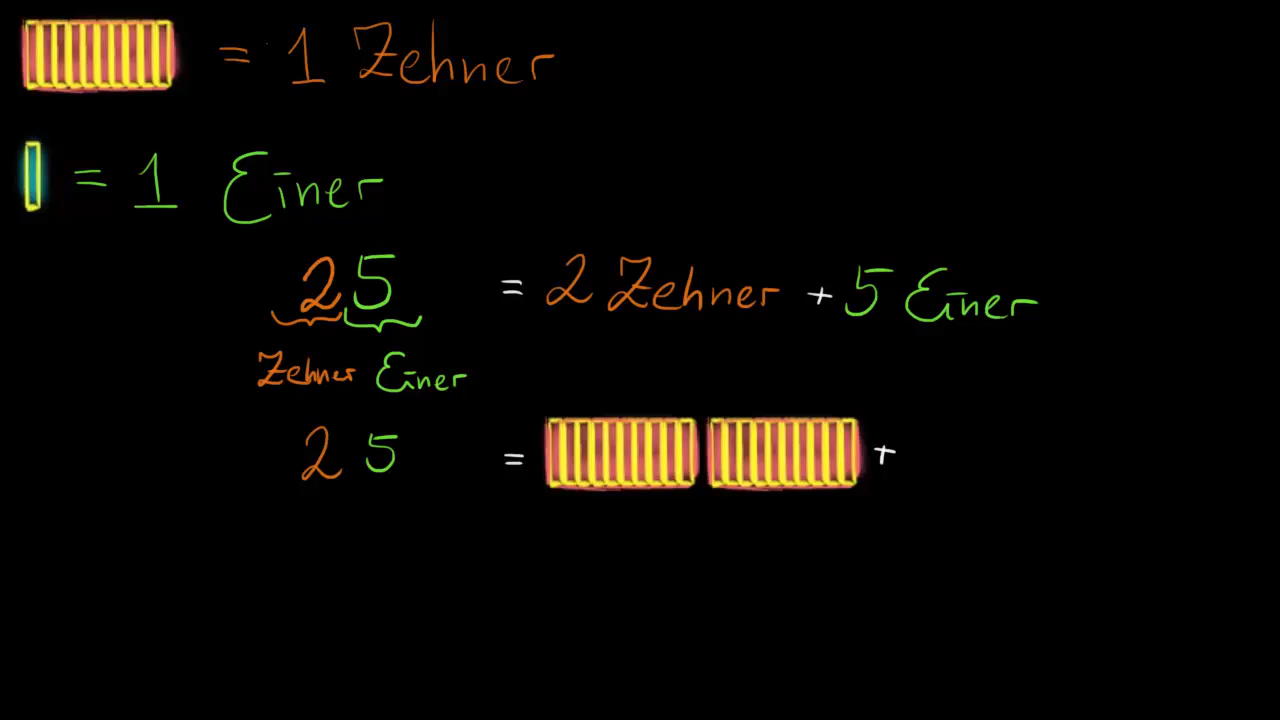 = 1 Zehner
= 1 Einer
25 = 2 Zehner + 5 Einer
Zehner Einer
2 5 = +